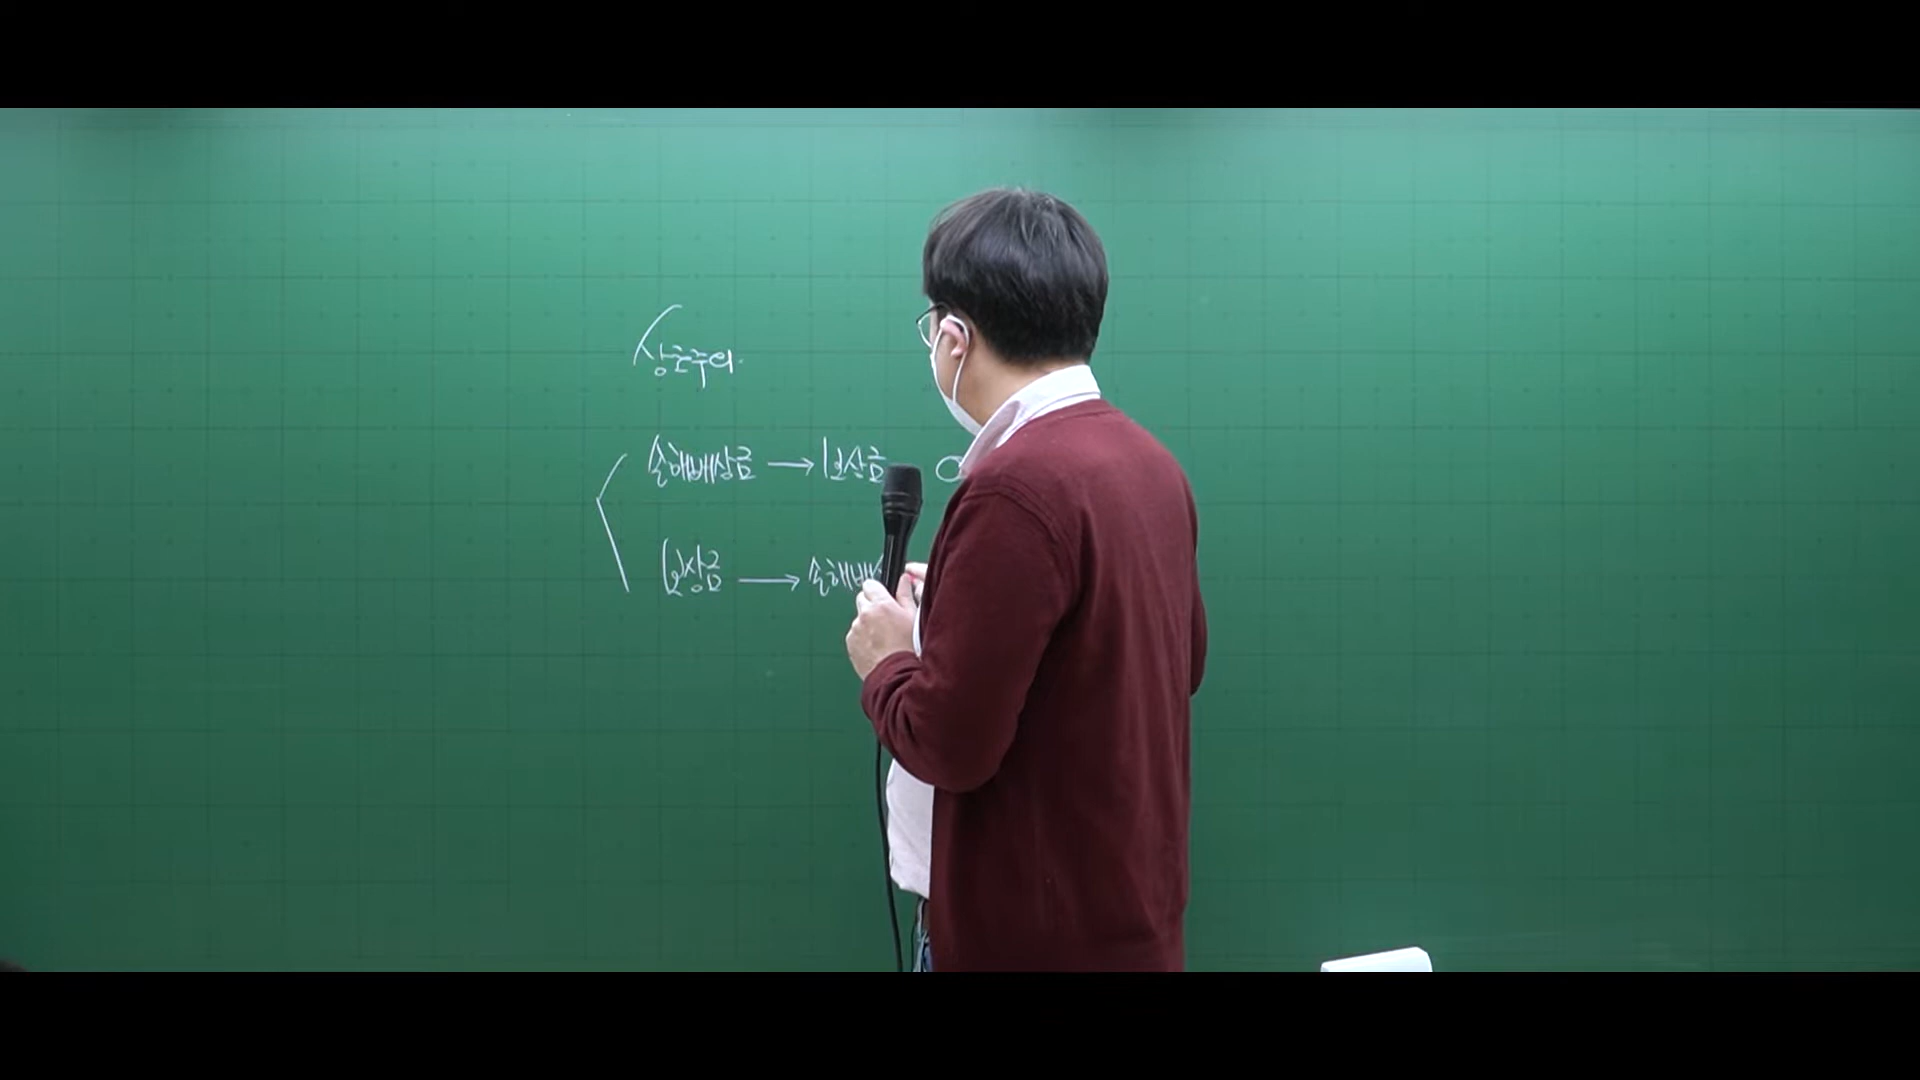 상호주의.
손해배상금 → 보상금
보상금 → 손해배